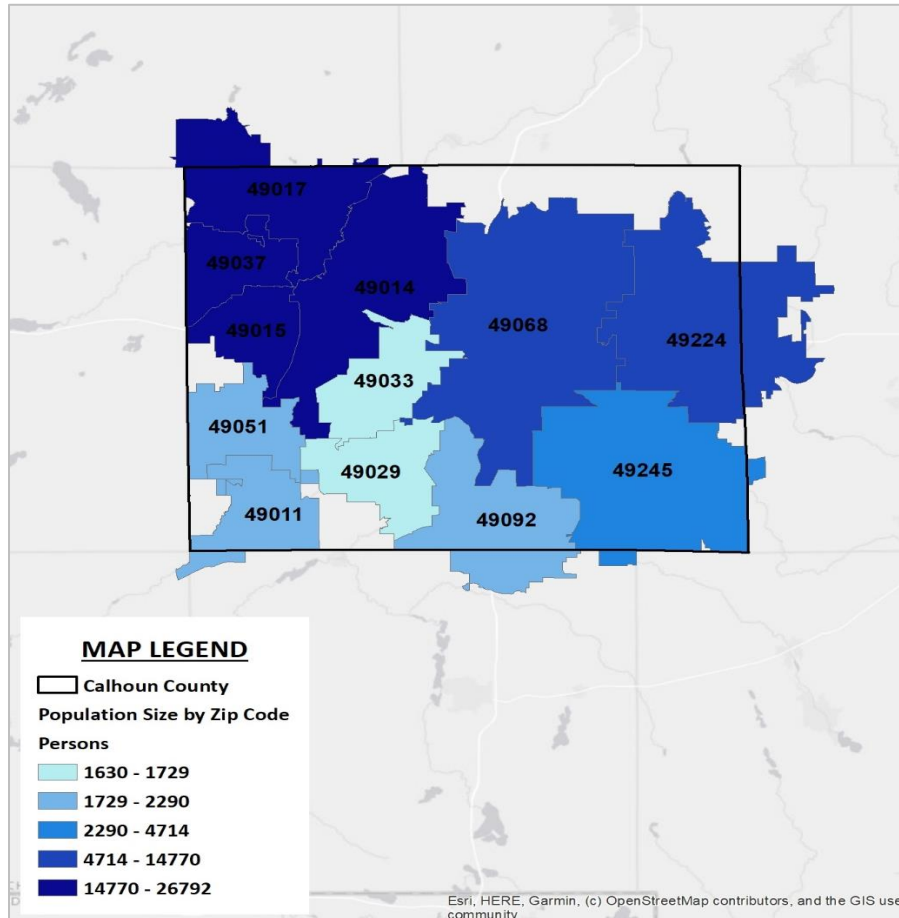 49017
49037
49014
49015
49068
49224
49033
49051
49029
49245
49011
49092
MAP LEGEND
Calhoun County
Population Size by Zip Code
Persons
1630 - 1729
1729 - 2290
2290 - 4714
4714 - 14770
14770 - 26792
Esri, HERE, Garmin, (c) OpenStreetMap contributors, and the GIS use
community